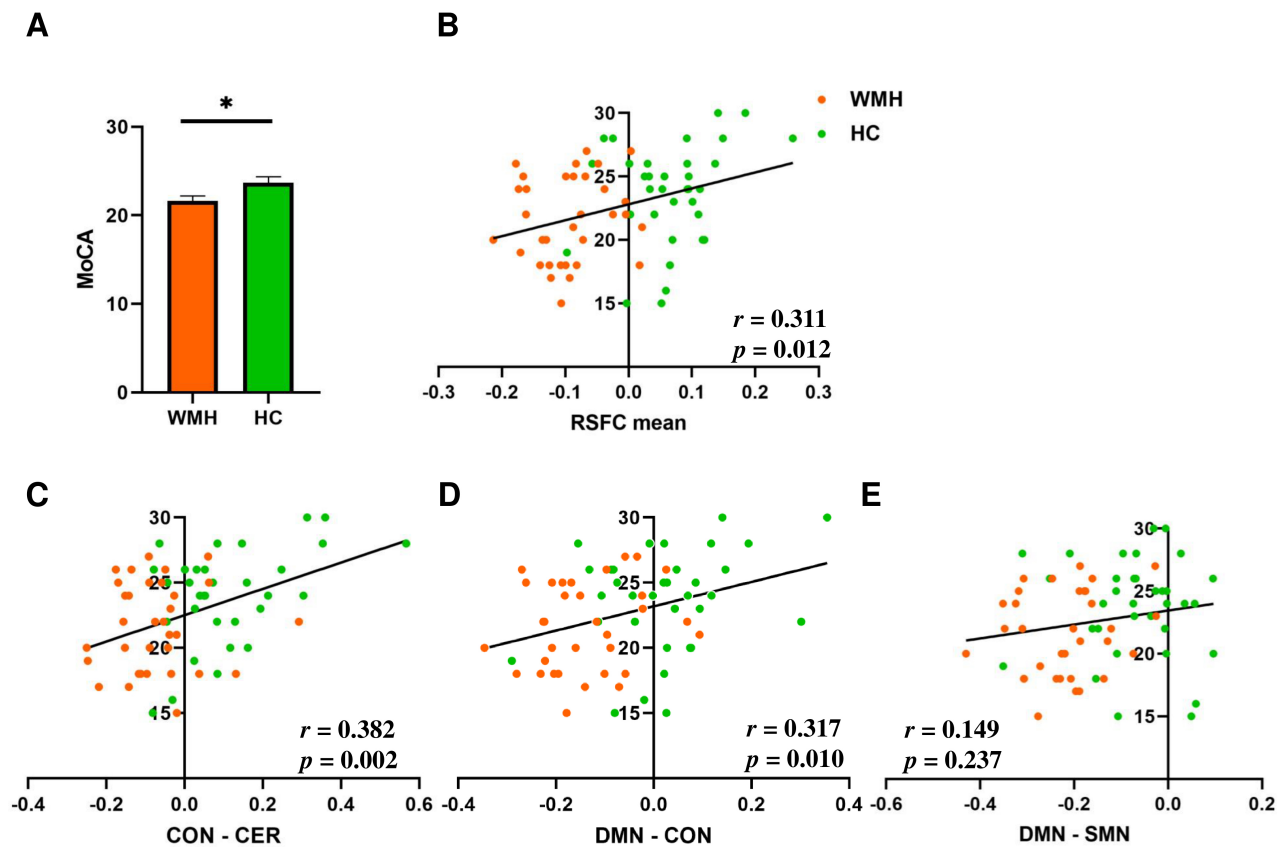 A
B
*
30
20
10
0
MoCA
WMH
HC
WMH
HC
30
25
20
15
r = 0.311
p = 0.012
-0.3
-0.2
-0.1
0.0
0.1
0.2
0.3
RSFC mean
C
D
E
30
25
20
15
r = 0.382
p = 0.002
-0.4
-0.2
0.0
0.2
0.4
0.6
CON - CER
30
25
20
15
r = 0.317
p = 0.010
-0.4
-0.2
0.0
0.2
0.4
DMN - CON
30
25
20
15
r = 0.149
p = 0.237
-0.6
-0.4
-0.2
0.0
0.2
DMN - SMN